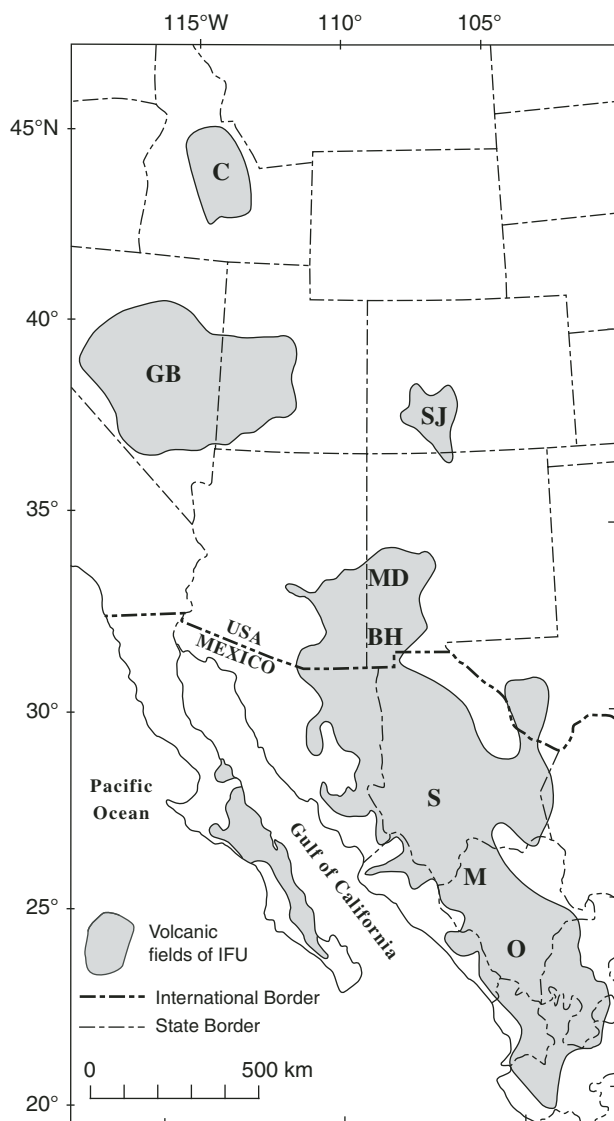 115°W 110° 105°
45°N
C
40°
GB
SJ
35°
MD
BH
USA
MEXICO
30°
Pacific
Ocean
S
Gulf of California
M
25°
O
Volcanic
fields of IFU
International Border
State Border
0 500 km
20°